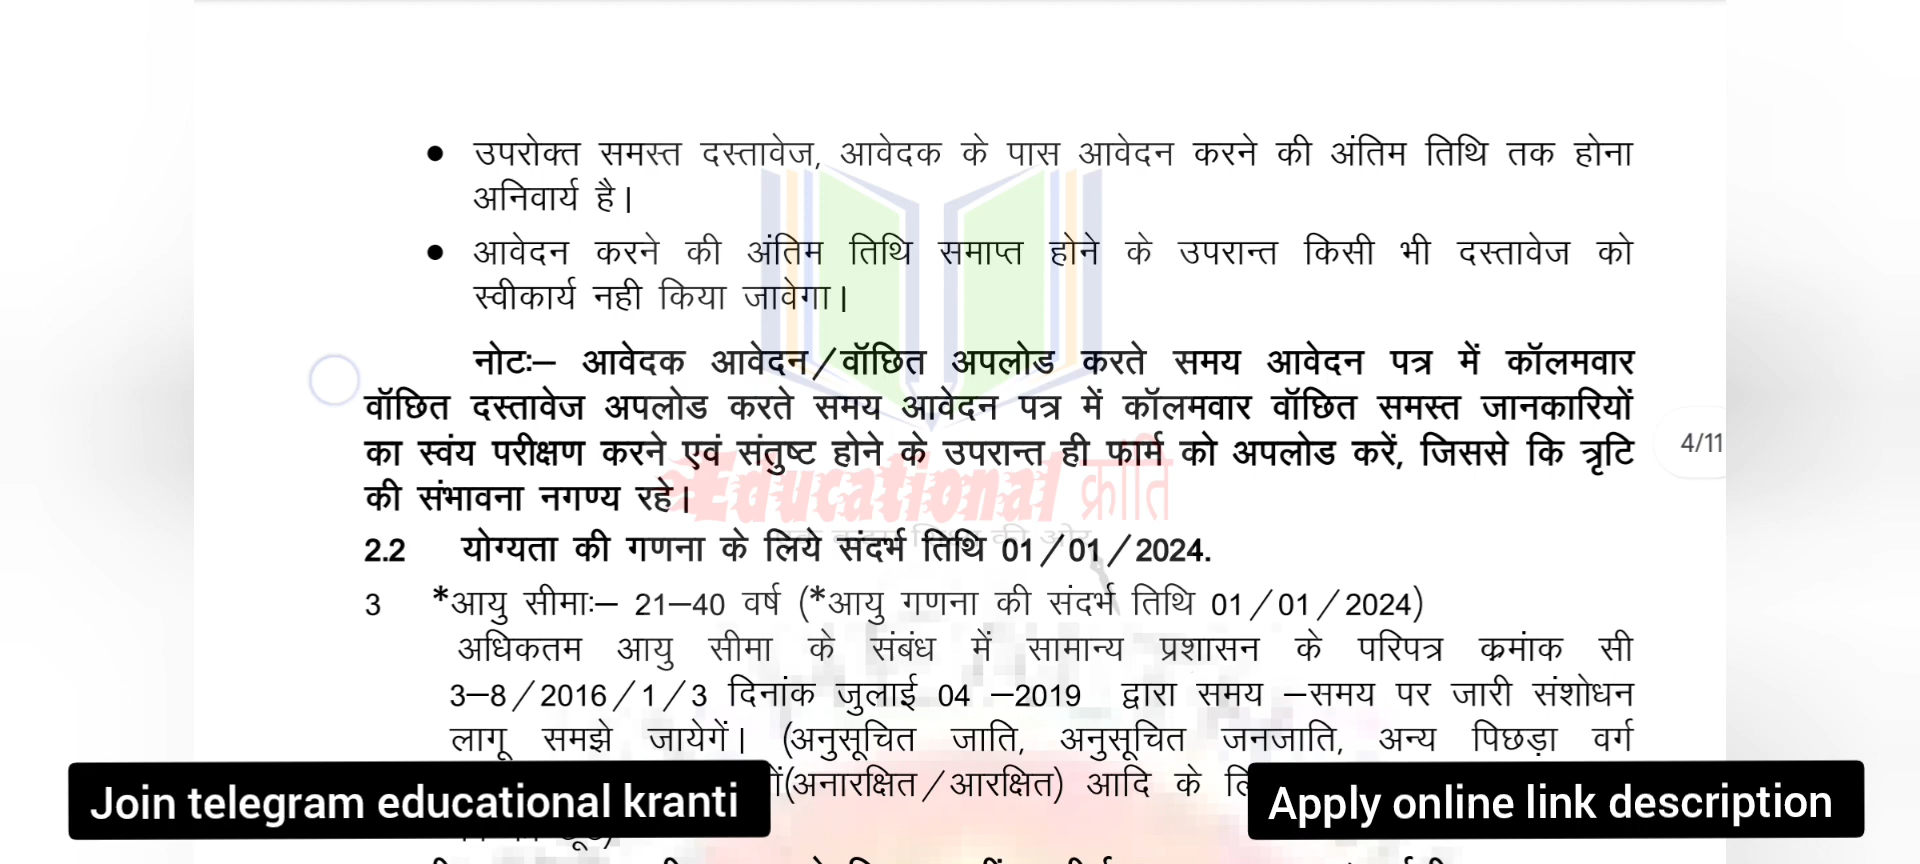 ● उपरोक्त समस्त दस्तावेज, आवेदक के पास आवेदन करने की अंतिम तिथि तक होना
अनिवार्य है।
● आवेदन करने की अंतिम तिथि समाप्त होने के उपरान्त किसी भी दस्तावेज को
स्वीकार्य नही किया जावेगा।
नोटः– आवेदक आवेदन/वॉछित अपलोड करते समय आवेदन पत्र में कॉलमवार
वॉछित दस्तावेज अपलोड करते समय आवेदन पत्र में कॉलमवार वॉछित समस्त जानकारियों
का स्वंय परीक्षण करने एवं संतुष्ट होने के उपरान्त ही फार्म को अपलोड करें, जिससे कि त्रृटि
की संभावना नगण्य रहे।
4/11
Educational क्रांति
2.2 योग्यता की गणना के लिये संदर्भ तिथि 01/01/2024.
3 *आयु सीमाः– 21–40 वर्ष (*आयु गणना की संदर्भ तिथि 01/01/2024)
अधिकतम आयु सीमा के संबंध में सामान्य प्रशासन के परिपत्र क्रमांक सी
3–8/2016/1/3 दिनांक जुलाई 04 –2019 द्वारा समय –समय पर जारी संशोधन
लागू समझे जायेगें। (अनुसूचित जाति, अनुसूचित जनजाति, अन्य पिछड़ा वर्ग
(अनारक्षित/आरक्षित) आदि के
Join telegram educational kranti
Apply online link description